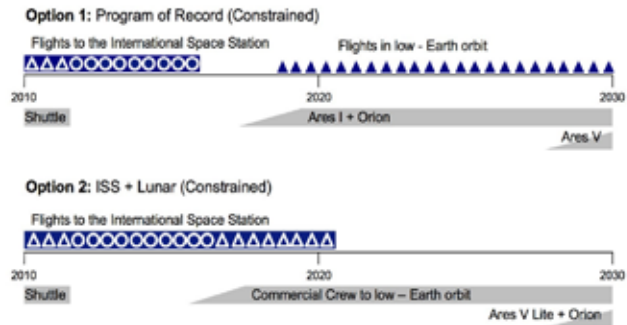 Option 1: Program of Record (Constrained)
Flights to the International Space Station Flights in low - Earth orbit
2010 2020 2030
Shuttle Ares I + Orion
Ares V
Option 2: ISS + Lunar (Constrained)
Flights to the International Space Station
2010 2020 2030
Shuttle Commercial Crew to low – Earth orbit
Ares V Lite + Orion